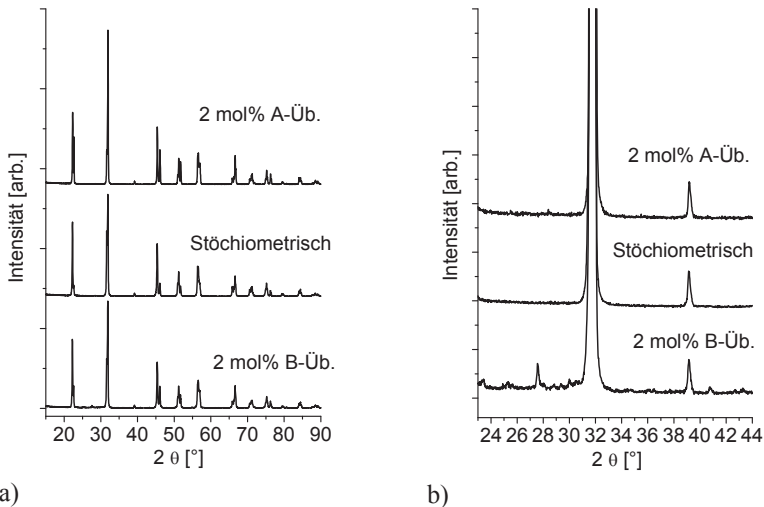 Intensität [arb.]
2 mol% A-Üb.
Stöchiometrisch
2 mol% B-Üb.
20 30 40 50 60 70 80 90
2 θ [°]
a)
Intensität [arb.]
2 mol% A-Üb.
Stöchiometrisch
2 mol% B-Üb.
24 26 28 30 32 34 36 38 40 42 44
2 θ [°]
b)